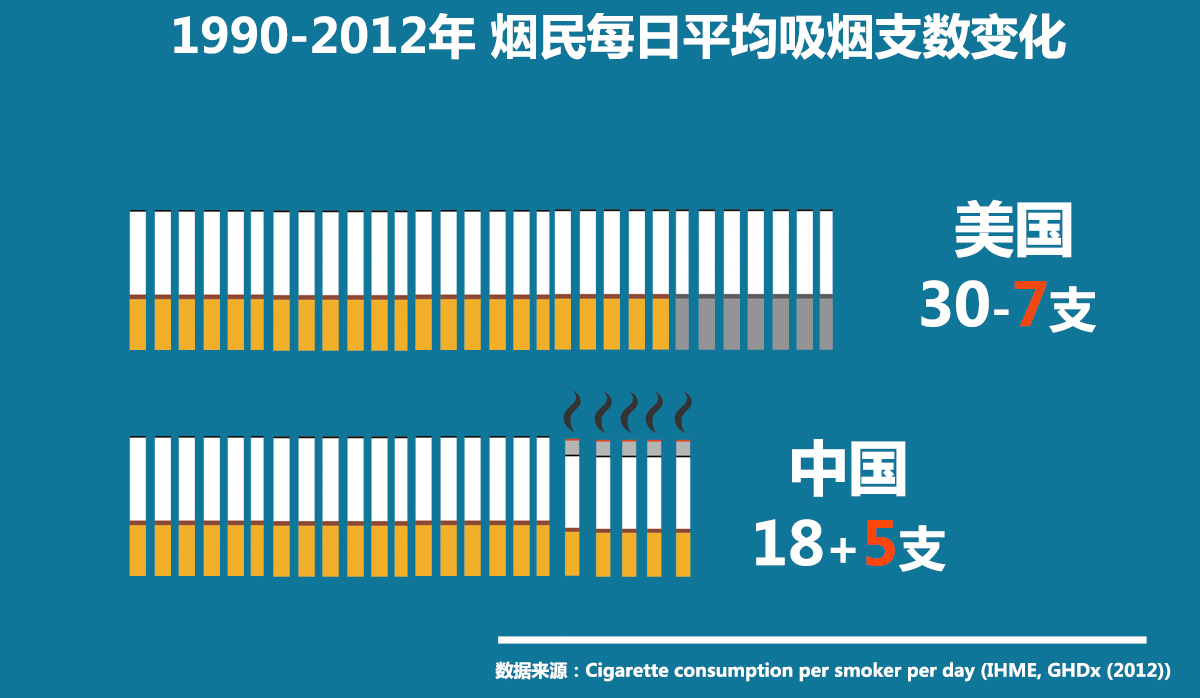 1990-2012年 烟民每日平均吸烟支数变化
美国
30-7支
中国
18+5支
数据来源：Cigarette consumption per smoker per day (IHME, GHDx (2012))